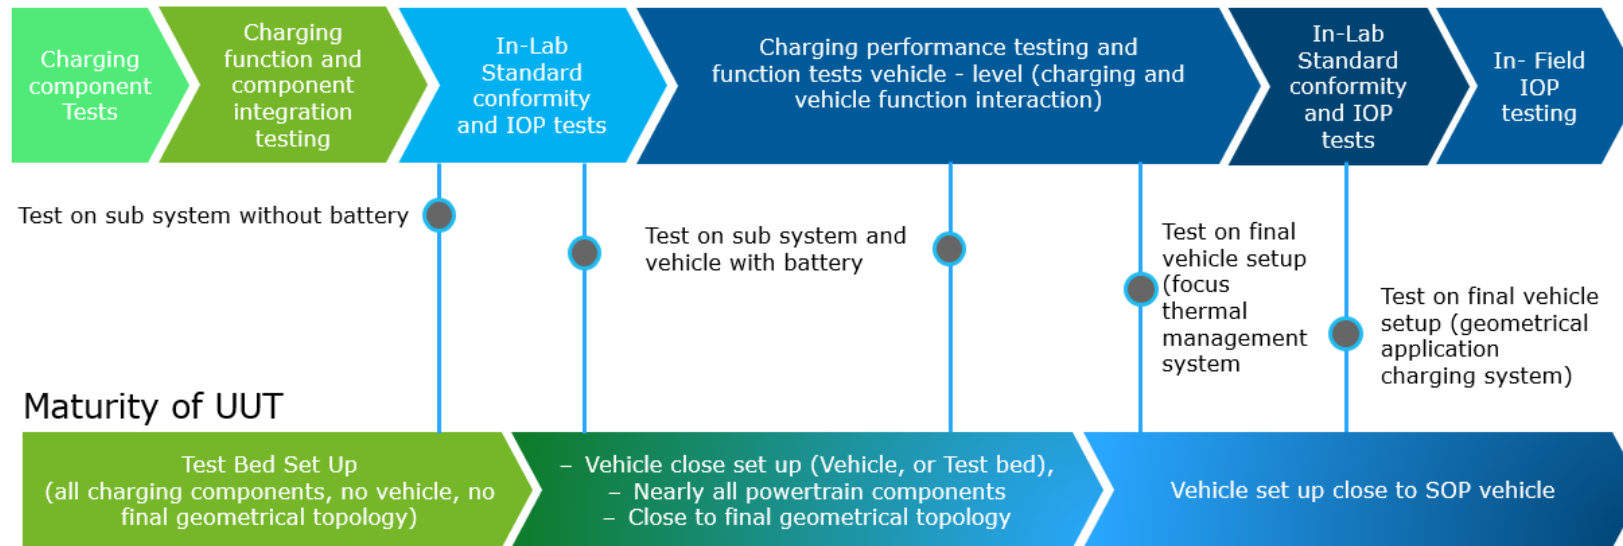 Charging
component
Tests
Charging
function and
component
integration
testing
In-Lab
Standard
conformity
and IOP tests
Charging performance testing and
function tests vehicle - level (charging and
vehicle function interaction)
In-Lab
Standard
conformity
and IOP
tests
In- Field
IOP
testing
Test on sub system without battery
Test on sub system and
vehicle with battery
Test on final
vehicle setup
(focus
thermal
management
system
Test on final vehicle
setup (geometrical
application
charging system)
Maturity of UUT
Test Bed Set Up
(all charging components, no vehicle, no
final geometrical topology)
– Vehicle close set up (Vehicle, or Test bed),
– Nearly all powertrain components
– Close to final geometrical topology
Vehicle set up close to SOP vehicle